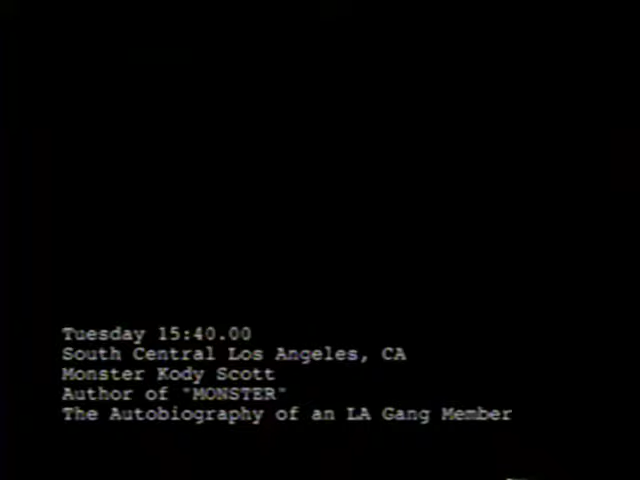 Tuesday 15:40.00
South Central Los Angeles, CA
Monster Kody Scott
Author of "MONSTER"
The Autobiography of an LA Gang Member